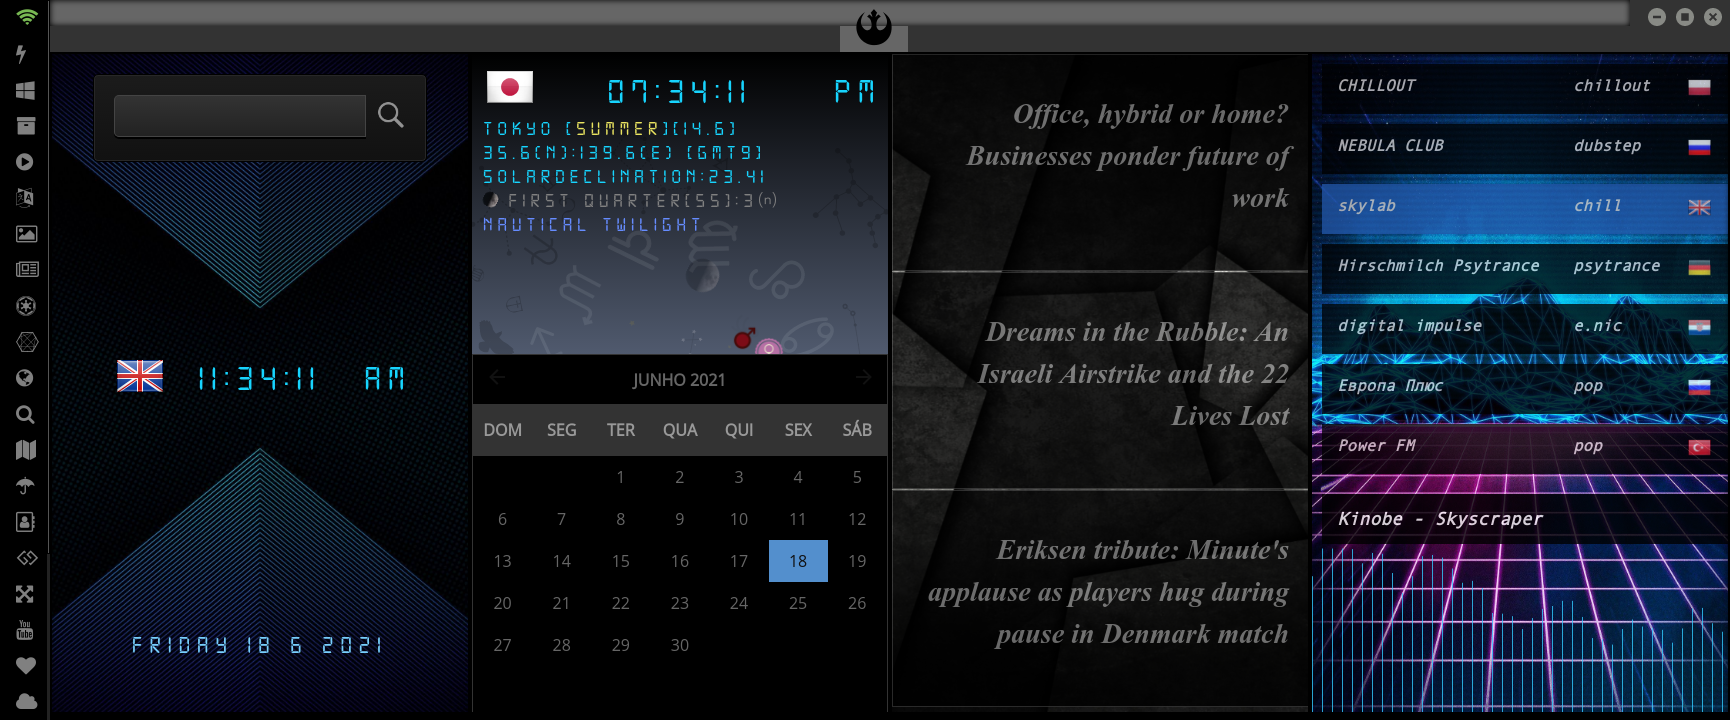 11:34:11 AM
FRIDAY 18 6 2021
07:34:11 PM
TOKYO [SUMMER][14.6]
35.6(N):139.6(E) [GMT9]
SOLARDECLINATION:23.41
FIRST QUARTER(55):3(n)
NAUTICAL TWILIGHT
JUNHO 2021
DOM SEG TER QUA QUI SEX SÁB
1 2 3 4 5
6 7 8 9 10 11 12
13 14 15 16 17 18 19
20 21 22 23 24 25 26
27 28 29 30
Office, hybrid or home?
Businesses ponder future of
work
Dreams in the Rubble: An
Israeli Airstrike and the 22
Lives Lost
Eriksen tribute: Minute's
applause as players hug during
pause in Denmark match
CHILLOUT chillout
NEBULA CLUB dubstep
skylab chill
Hirschmilch Psytrance psytrance
digital impulse e.nic
Европа Плюс pop
Power FM pop
Kinobe - Skyscraper
You
Tube